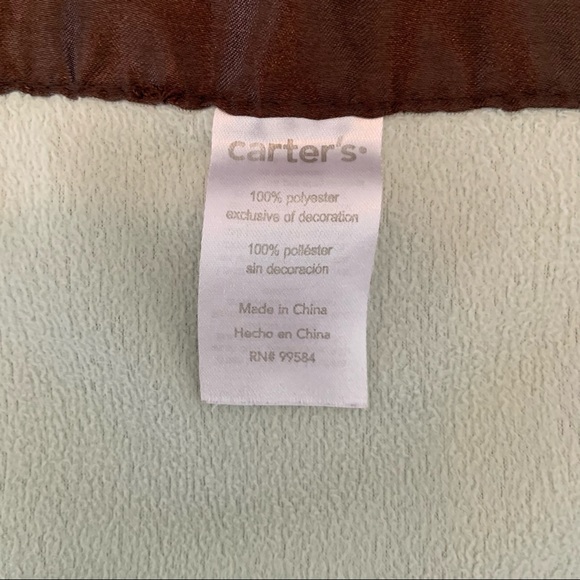 carter's
100% polyester
exclusive of decoration
100% poliéster
sin decoración
Made in China
Hecho en China
RN# 99584